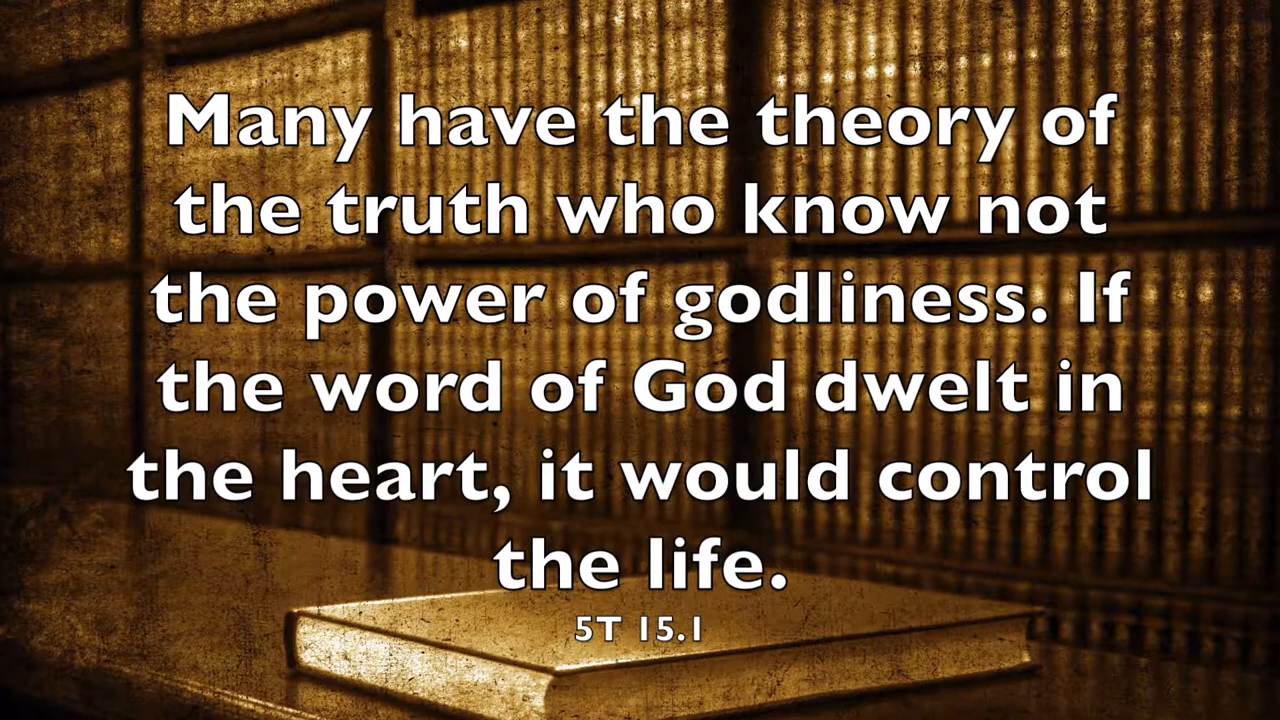 Many have the theory of
the truth who know not
the power of godliness. If
the word of God dwelt in
the heart, it would control
the life.
5T 15.1